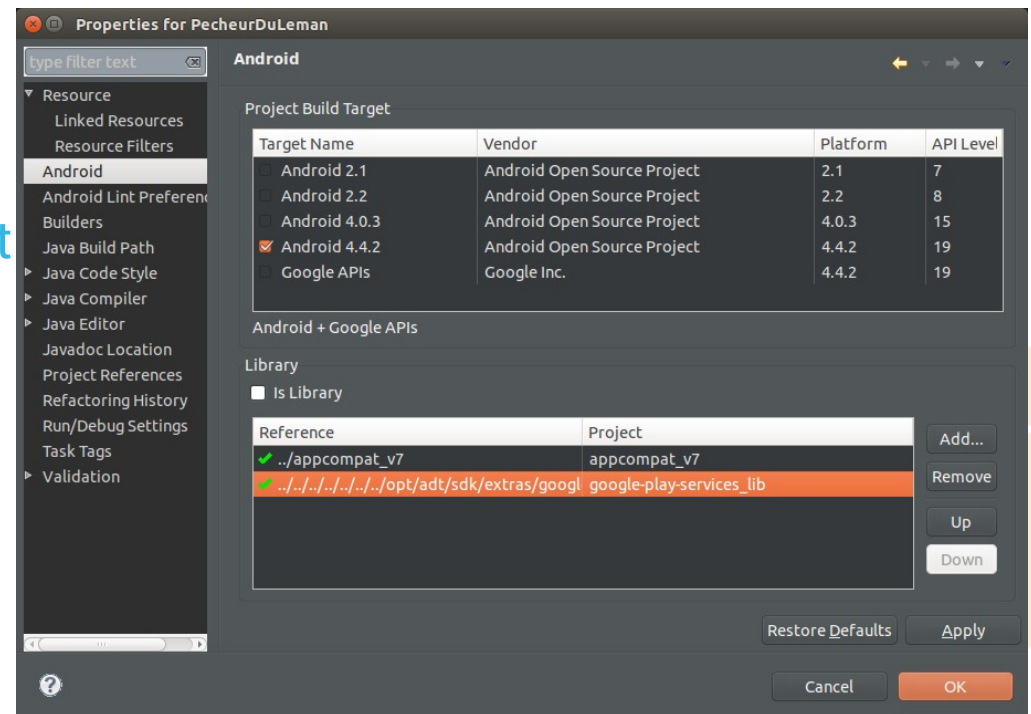 Properties for PecheurDuLeman
type filter text
Resource
Linked Resources
Resource Filters
Android
Android Lint Preferen
Builders
Java Build Path
Java Code Style
Java Compiler
Java Editor
Javadoc Location
Project References
Refactoring History
Run/Debug Settings
Task Tags
Validation
t
Android
Project Build Target
Target Name Vendor Platform API Level
Android 2.1 Android Open Source Project 2.1 7
Android 2.2 Android Open Source Project 2.2 8
Android 4.0.3 Android Open Source Project 4.0.3 15
Android 4.4.2 Android Open Source Project 4.4.2 19
Google APIs Google Inc. 4.4.2 19
Android + Google APIs
Library
Is Library
Reference Project
../appcompat_v7 appcompat_v7
../../../../../../../opt/adt/sdk/extras/googl google-play-services_lib
Add...
Remove
Up
Down
Restore Defaults Apply
Cancel OK